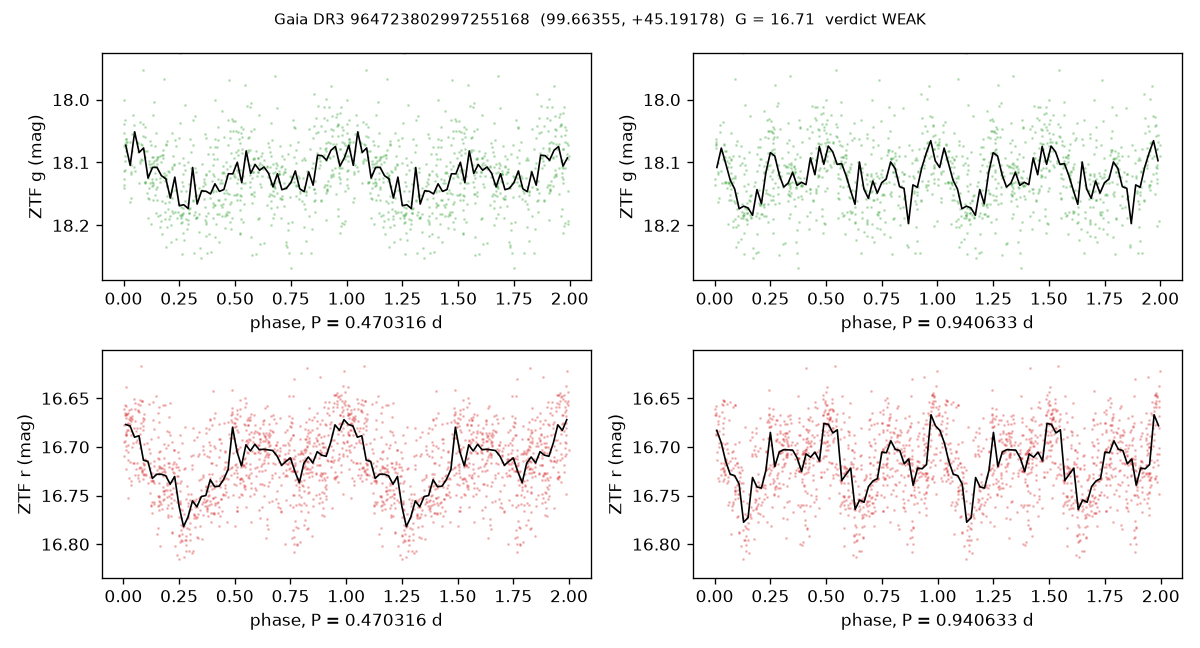 Gaia DR3 964723802997255168 (99.66355, +45.19178) G = 16.71 verdict WEAK
ZTF g (mag)
18.0
18.1
18.2
0.00 0.25 0.50 0.75 1.00 1.25 1.50 1.75 2.00
phase, P = 0.470316 d
ZTF g (mag)
18.0
18.1
18.2
0.00 0.25 0.50 0.75 1.00 1.25 1.50 1.75 2.00
phase, P = 0.940633 d
ZTF r (mag)
16.65
16.70
16.75
16.80
0.00 0.25 0.50 0.75 1.00 1.25 1.50 1.75 2.00
phase, P = 0.470316 d
ZTF r (mag)
16.65
16.70
16.75
16.80
0.00 0.25 0.50 0.75 1.00 1.25 1.50 1.75 2.00
phase, P = 0.940633 d